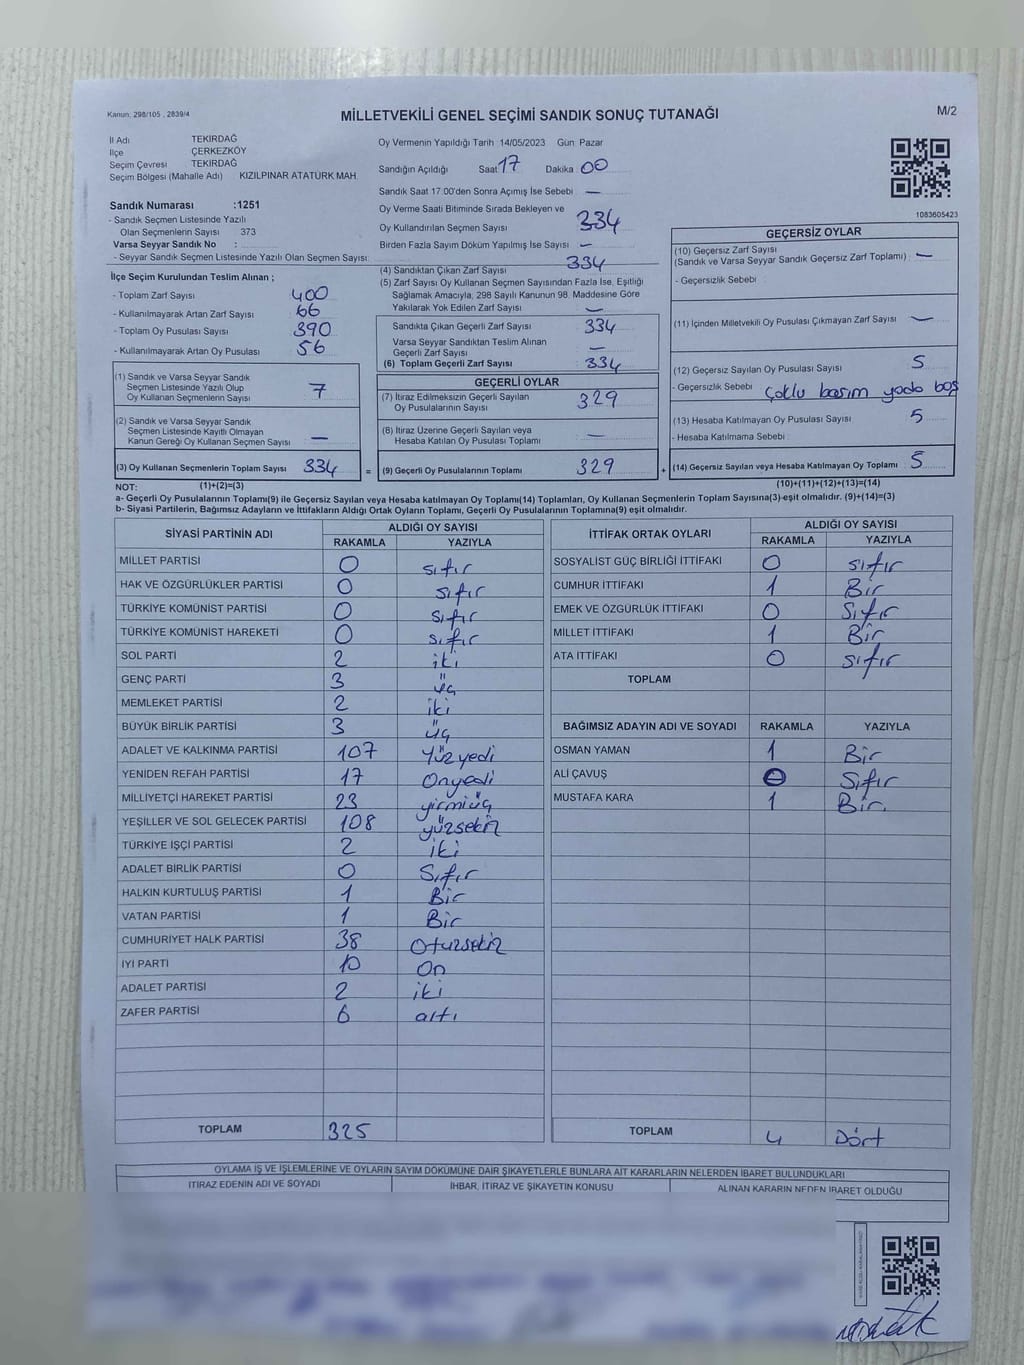 Kanun: 298/105 , 2839/4
MİLLETVEKİLİ GENEL SEÇİMİ SANDIK SONUÇ TUTANAĞI
M/2
İl Adı TEKİRDAĞ
İlçe ÇERKEZKÖY
Seçim Çevresi TEKİRDAĞ
Seçim Bölgesi (Mahalle Adı) KIZILPINAR ATATÜRK MAH.
Sandık Numarası :1251
- Sandık Seçmen Listesinde Yazılı
Olan Seçmenlerin Sayısı 373
Varsa Seyyar Sandık No :
- Seyyar Sandık Seçmen Listesinde Yazılı Olan Seçmen Sayısı:
Oy Vermenin Yapıldığı Tarih 14/05/2023 Gün Pazar
Sandığın Açıldığı Saat 17 Dakika 00
Sandık Saat 17.00'den Sonra Açımış İse Sebebi —
Oy Verme Saati Bitiminde Sırada Bekleyen ve
Oy Kullandırılan Seçmen Sayısı 334
Birden Fazla Sayım Döküm Yapılmış İse Sayısı —
1083605423
İlçe Seçim Kurulundan Teslim Alınan ;
- Toplam Zarf Sayısı 400
- Kullanılmayarak Artan Zarf Sayısı 66
- Toplam Oy Pusulası Sayısı 390
- Kullanılmayarak Artan Oy Pusulası 56
(4) Sandıktan Çıkan Zarf Sayısı 334
(5) Zarf Sayısı Oy Kullanan Seçmen Sayısından Fazla İse, Eşitliği
Sağlamak Amacıyla, 298 Sayılı Kanunun 98. Maddesine Göre
Yakılarak Yok Edilen Zarf Sayısı —
Sandıkta Çıkan Geçerli Zarf Sayısı 334
Varsa Seyyar Sandıktan Teslim Alınan
Geçerli Zarf Sayısı —
(6) Toplam Geçerli Zarf Sayısı : 334
GEÇERSİZ OYLAR
(10) Geçersiz Zarf Sayısı
(Sandık ve Varsa Seyyar Sandık Geçersiz Zarf Toplamı) —
- Geçersizlik Sebebi :
(11) İçinden Milletvekili Oy Pusulası Çıkmayan Zarf Sayısı —
(12) Geçersiz Sayılan Oy Pusulası Sayısı 5
- Geçersizlik Sebebi : Çoklu basım yada boş
(13) Hesaba Katılmayan Oy Pusulası Sayısı 5
- Hesaba Katılmama Sebebi :
(1) Sandık ve Varsa Seyyar Sandık
Seçmen Listesinde Yazılı Olup
Oy Kullanan Seçmenlerin Sayısı 7
(2) Sandık ve Varsa Seyyar Sandık
Seçmen Listesinde Kayıtlı Olmayan
Kanun Gereği Oy Kullanan Seçmen Sayısı —
(3) Oy Kullanan Seçmenlerin Toplam Sayısı 334
=
GEÇERLİ OYLAR
(7) İtiraz Edilmeksizin Geçerli Sayılan
Oy Pusulalarının Sayısı 329
(8) İtiraz Üzerine Geçerli Sayılan veya
Hesaba Katılan Oy Pusulası Toplamı —
(9) Geçerli Oy Pusulalarının Toplamı 329
+
(14) Geçersiz Sayılan veya Hesaba Katılmayan Oy Toplamı 5
NOT: (1)+(2)=(3)
(10)+(11)+(12)+(13)=(14)
a- Geçerli Oy Pusulalarının Toplamı(9) ile Geçersiz Sayılan veya Hesaba katılmayan Oy Toplamı(14) Toplamları, Oy Kullanan Seçmenlerin Toplam Sayısına(3) eşit olmalıdır. (9)+(14)=(3)
b- Siyasi Partilerin, Bağımsız Adayların ve İttifakların Aldığı Ortak Oyların Toplamı, Geçerli Oy Pusulalarının Toplamına(9) eşit olmalıdır.
SİYASİ PARTİNİN ADI ALDIĞI OY SAYISI
RAKAMLA YAZIYLA
MİLLET PARTISI 0 sıfır
HAK VE ÖZGÜRLÜKLER PARTİSİ 0 sıfır
TÜRKİYE KOMÜNİST PARTİSİ 0 sıfır
TÜRKİYE KOMÜNİST HAREKETİ 0 sıfır
SOL PARTİ 2 iki
GENÇ PARTİ 3 üç
MEMLEKET PARTİSİ 2 iki
BÜYÜK BİRLİK PARTİSİ 3 üç
ADALET VE KALKINMA PARTİSİ 107 Yüzyedi
YENİDEN REFAH PARTİSİ 17 Onyedi
MİLLİYETÇİ HAREKET PARTİSİ 23 yirmiüç
YEŞİLLER VE SOL GELECEK PARTİSİ 108 yüzsekiz
TÜRKİYE İŞÇİ PARTİSİ 2 iki
ADALET BİRLİK PARTİSİ 0 Sıfır
HALKIN KURTULUŞ PARTİSİ 1 Bir
VATAN PARTİSİ 1 Bir
CUMHURİYET HALK PARTİSİ 38 Otuzsekiz
İYİ PARTİ 10 On
ADALET PARTİSİ 2 iki
ZAFER PARTİSİ 6 altı
TOPLAM 325
İTTİFAK ORTAK OYLARI ALDIĞI OY SAYISI
RAKAMLA YAZIYLA
SOSYALİST GÜÇ BİRLİĞİ İTTİFAKI 0 sıfır
CUMHUR İTTİFAKI 1 Bir
EMEK VE ÖZGÜRLÜK İTTİFAKI 0 Sıfır
MİLLET İTTİFAKI 1 Bir
ATA İTTİFAKI 0 sıfır
TOPLAM
BAĞIMSIZ ADAYIN ADI VE SOYADI RAKAMLA YAZIYLA
OSMAN YAMAN 1 Bir
ALİ ÇAVUŞ 0 Sıfır
MUSTAFA KARA 1 Bir
TOPLAM 4 Dört
OYLAMA İŞ VE İŞLEMLERİNE VE OYLARIN SAYIM DÖKÜMÜNE DAİR ŞİKAYETLERLE BUNLARA AİT KARARLARIN NELERDEN İBARET BULUNDUKLARI
İTİRAZ EDENİN ADI VE SOYADI İHBAR, İTİRAZ VE ŞİKAYETİN KONUSU ALINAN KARARIN NEDEN İBARET OLDUĞU